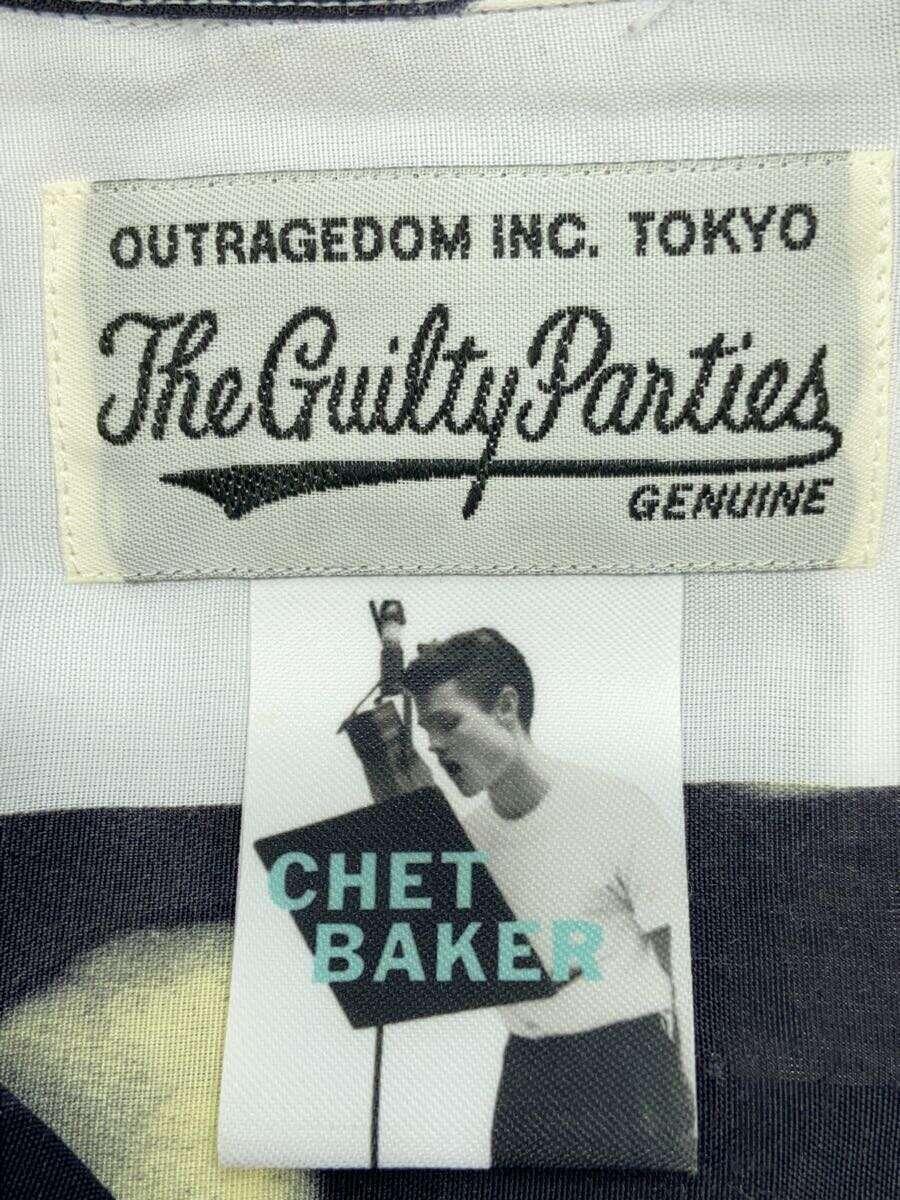 OUTRAGEDOM INC. TOKYO
The Guilty Parties
GENUINE
CHET
BAKER